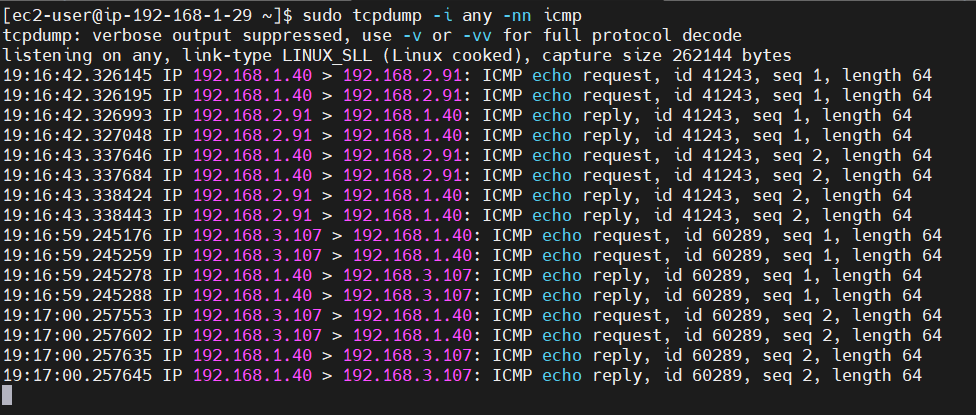 [ec2-user@ip-192-168-1-29 ~]$ sudo tcpdump -i any -nn icmp
tcpdump: verbose output suppressed, use -v or -vv for full protocol decode
listening on any, link-type LINUX_SLL (Linux cooked), capture size 262144 bytes
19:16:42.326145 IP 192.168.1.40 > 192.168.2.91: ICMP echo request, id 41243, seq 1, length 64
19:16:42.326195 IP 192.168.1.40 > 192.168.2.91: ICMP echo request, id 41243, seq 1, length 64
19:16:42.326993 IP 192.168.2.91 > 192.168.1.40: ICMP echo reply, id 41243, seq 1, length 64
19:16:42.327048 IP 192.168.2.91 > 192.168.1.40: ICMP echo reply, id 41243, seq 1, length 64
19:16:43.337646 IP 192.168.1.40 > 192.168.2.91: ICMP echo request, id 41243, seq 2, length 64
19:16:43.337684 IP 192.168.1.40 > 192.168.2.91: ICMP echo request, id 41243, seq 2, length 64
19:16:43.338424 IP 192.168.2.91 > 192.168.1.40: ICMP echo reply, id 41243, seq 2, length 64
19:16:43.338443 IP 192.168.2.91 > 192.168.1.40: ICMP echo reply, id 41243, seq 2, length 64
19:16:59.245176 IP 192.168.3.107 > 192.168.1.40: ICMP echo request, id 60289, seq 1, length 64
19:16:59.245259 IP 192.168.3.107 > 192.168.1.40: ICMP echo request, id 60289, seq 1, length 64
19:16:59.245278 IP 192.168.1.40 > 192.168.3.107: ICMP echo reply, id 60289, seq 1, length 64
19:16:59.245288 IP 192.168.1.40 > 192.168.3.107: ICMP echo reply, id 60289, seq 1, length 64
19:17:00.257553 IP 192.168.3.107 > 192.168.1.40: ICMP echo request, id 60289, seq 2, length 64
19:17:00.257602 IP 192.168.3.107 > 192.168.1.40: ICMP echo request, id 60289, seq 2, length 64
19:17:00.257635 IP 192.168.1.40 > 192.168.3.107: ICMP echo reply, id 60289, seq 2, length 64
19:17:00.257645 IP 192.168.1.40 > 192.168.3.107: ICMP echo reply, id 60289, seq 2, length 64